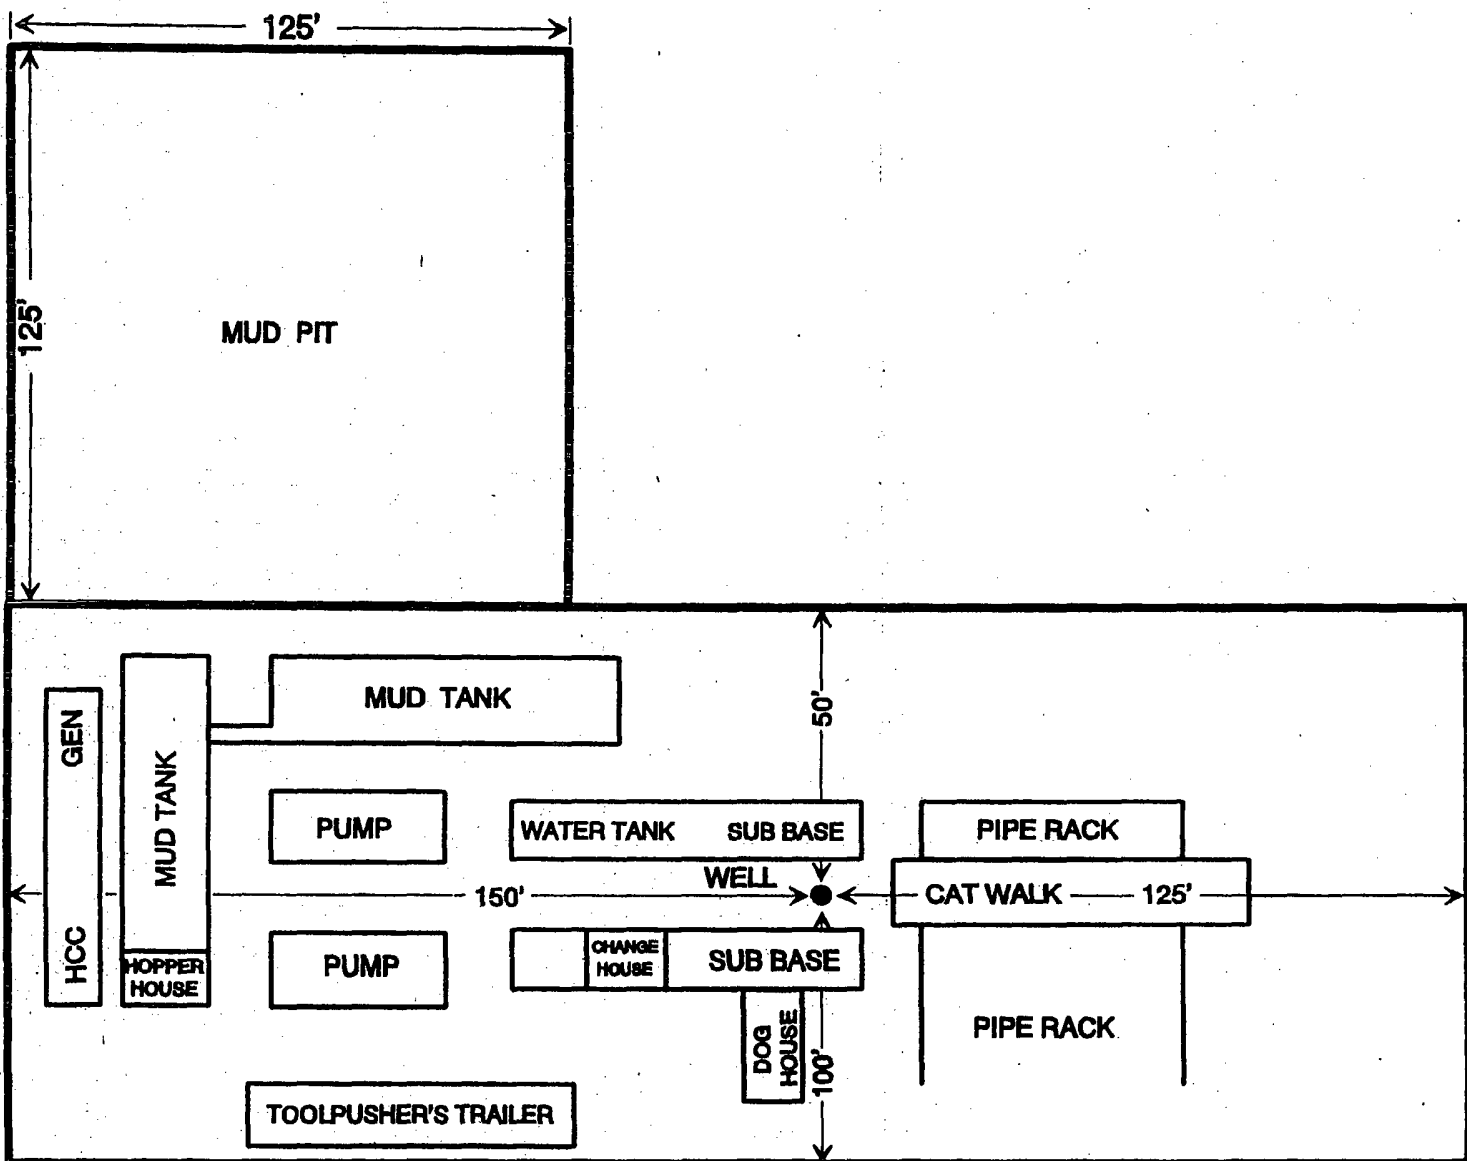 125'
125'
MUD PIT
MUD TANK
50'
GEN
MUD TANK
PUMP
WATER TANK SUB BASE
PIPE RACK
WELL
150'
CAT WALK
125'
HCC
HOPPER
HOUSE
PUMP
CHANGE
HOUSE
SUB BASE
DOG
HOUSE
PIPE RACK
100'
TOOLPUSHER'S TRAILER